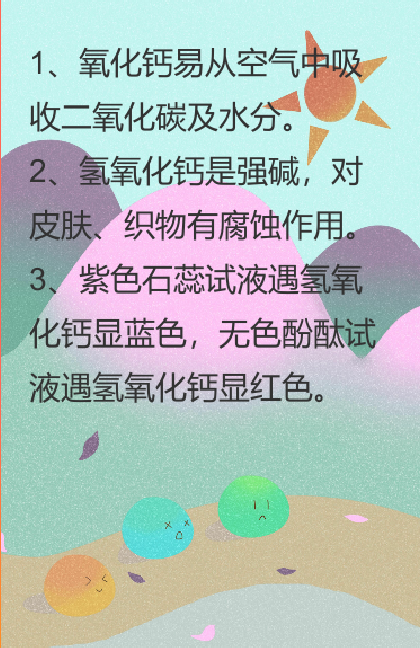 1、氧化钙易从空气中吸
收二氧化碳及水分。
2、氢氧化钙是强碱，对
皮肤、织物有腐蚀作用。
3、紫色石蕊试液遇氢氧
化钙显蓝色，无色酚酞试
液遇氢氧化钙显红色。